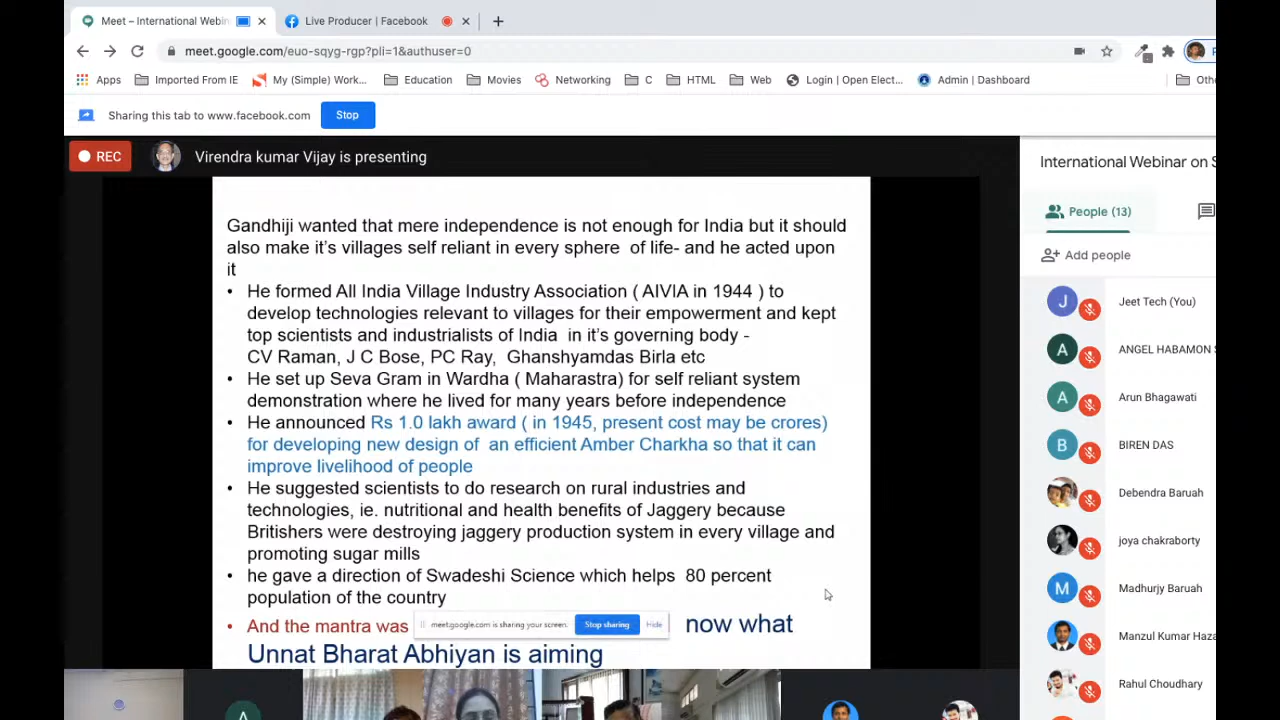 Meet – International Webin
Live Producer | Facebook
meet.google.com/euo-sqyg-rgp?pli=1&authuser=0
Apps
Imported From IE
My (Simple) Work...
Education
Movies
Networking
C
HTML
Web
Login | Open Elect...
Admin | Dashboard
Othe
Sharing this tab to www.facebook.com
Stop
REC
Virendra kumar Vijay is presenting
Gandhiji wanted that mere independence is not enough for India but it should
also make it's villages self reliant in every sphere of life- and he acted upon
it
• He formed All India Village Industry Association ( AIVIA in 1944 ) to
develop technologies relevant to villages for their empowerment and kept
top scientists and industrialists of India in it's governing body -
CV Raman, J C Bose, PC Ray, Ghanshyamdas Birla etc
• He set up Seva Gram in Wardha ( Maharastra) for self reliant system
demonstration where he lived for many years before independence
• He announced Rs 1.0 lakh award ( in 1945, present cost may be crores)
for developing new design of an efficient Amber Charkha so that it can
improve livelihood of people
• He suggested scientists to do research on rural industries and
technologies, ie. nutritional and health benefits of Jaggery because
Britishers were destroying jaggery production system in every village and
promoting sugar mills
• he gave a direction of Swadeshi Science which helps 80 percent
population of the country
• And the mantra was
now what
meet.google.com is sharing your screen.
Stop sharing
Hide
Unnat Bharat Abhiyan is aiming
International Webinar on S
People (13)
Add people
J
Jeet Tech (You)
A
ANGEL HABAMON S
A
Arun Bhagawati
B
BIREN DAS
Debendra Baruah
joya chakraborty
M
Madhurjy Baruah
Manzul Kumar Haza
Rahul Choudhary
A